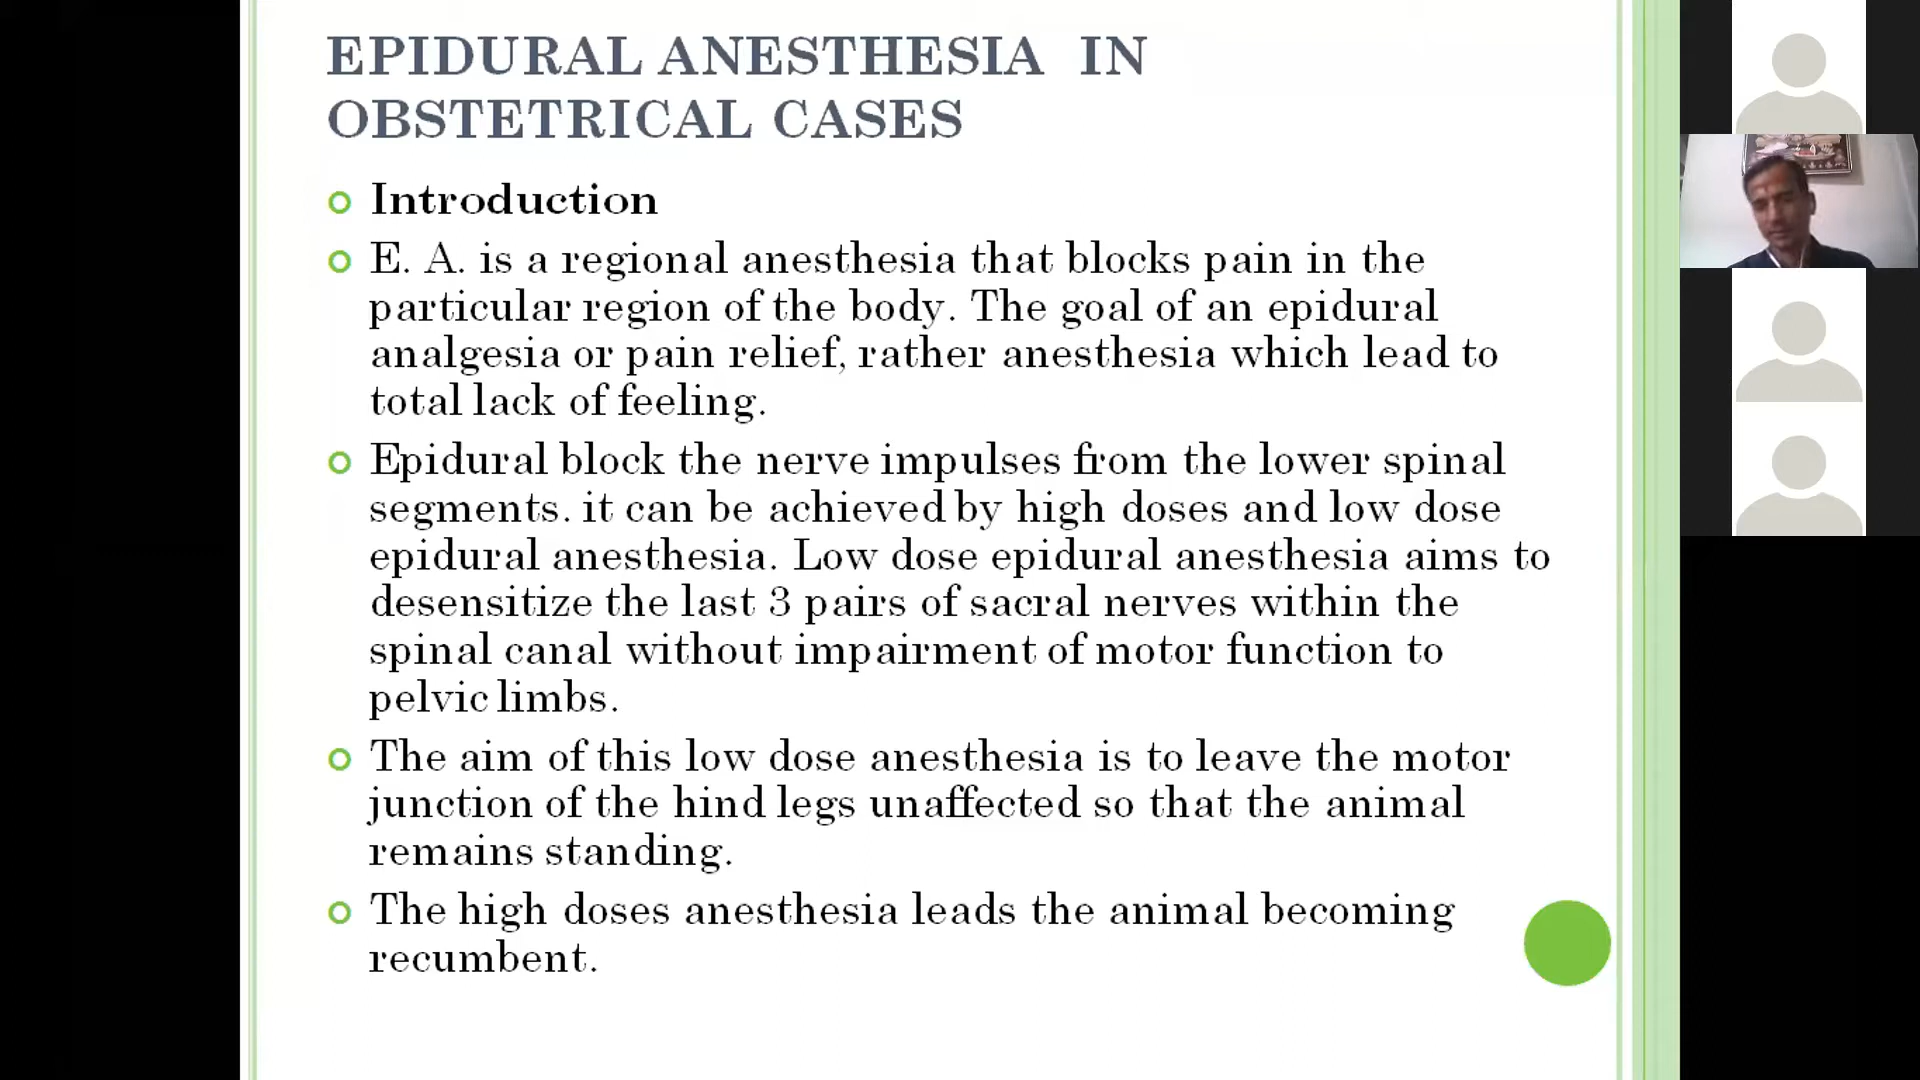 EPIDURAL ANESTHESIA IN
OBSTETRICAL CASES
Introduction
E. A. is a regional anesthesia that blocks pain in the
particular region of the body. The goal of an epidural
analgesia or pain relief, rather anesthesia which lead to
total lack of feeling.
Epidural block the nerve impulses from the lower spinal
segments. it can be achieved by high doses and low dose
epidural anesthesia. Low dose epidural anesthesia aims to
desensitize the last 3 pairs of sacral nerves within the
spinal canal without impairment of motor function to
pelvic limbs.
The aim of this low dose anesthesia is to leave the motor
junction of the hind legs unaffected so that the animal
remains standing.
The high doses anesthesia leads the animal becoming
recumbent.